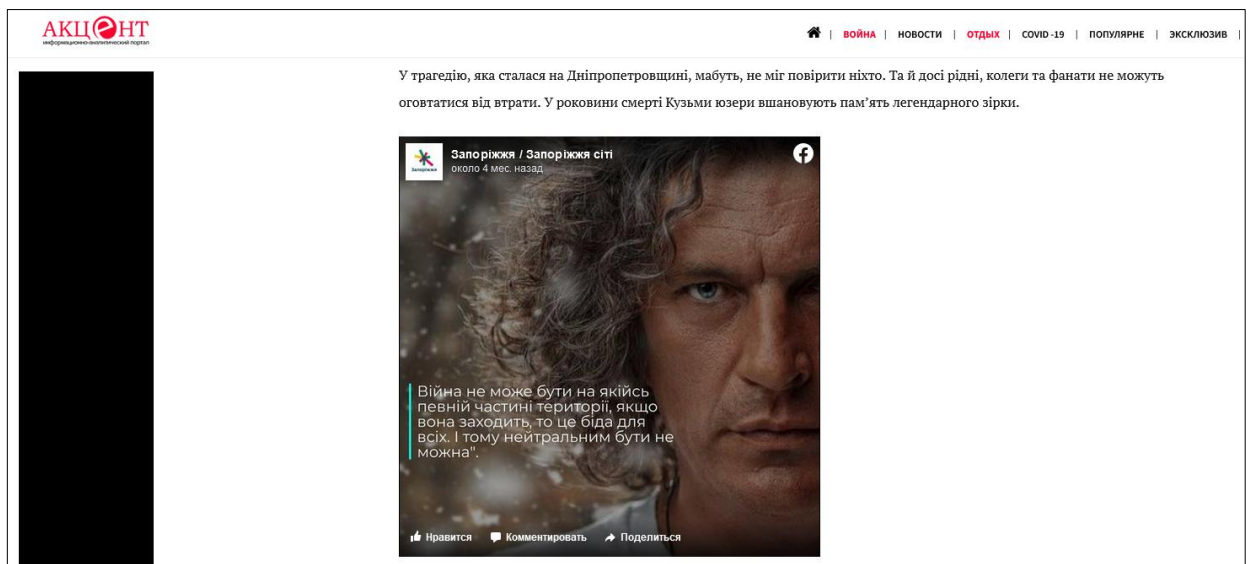 АКЦЕНТ
информационно-аналитический портал
| ВОЙНА | НОВОСТИ | ОТДЫХ | COVID -19 | ПОПУЛЯРНЕ | ЭКСКЛЮЗИВ |
У трагедію, яка сталася на Дніпропетровщині, мабуть, не міг повірити ніхто. Та й досі рідні, колеги та фанати не можуть
оговтатися від втрати. У роковини смерті Кузьми юзери вшановують пам’ять легендарного зірки.
Запоріжжя
Запоріжжя / Запоріжжя сіті
около 4 мес. назад
Війна не може бути на якійсь
певній частині території, якщо
вона заходить, то це біда для
всіх. І тому нейтральним бути не
можна".
Нравится Комментировать Поделиться